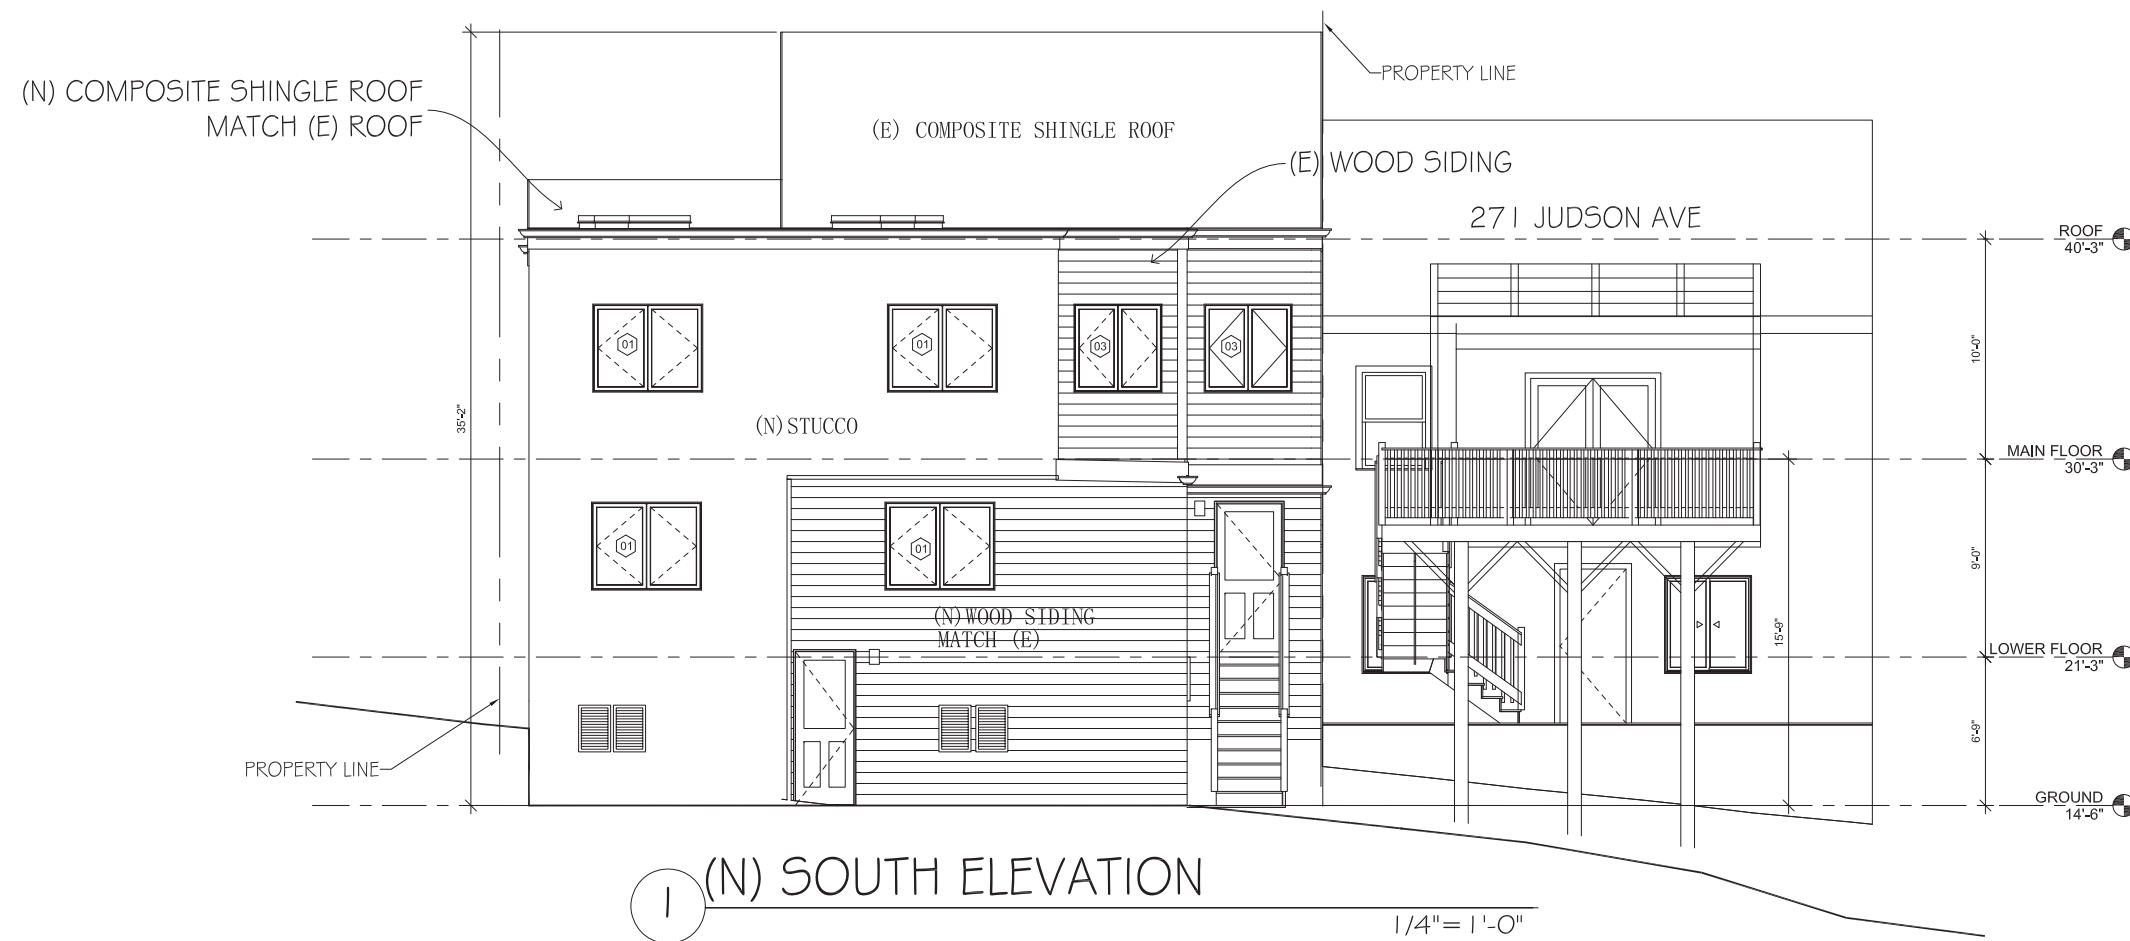 PROPERTY LINE
(N) COMPOSITE SHINGLE ROOF
MATCH (E) ROOF
(E) COMPOSITE SHINGLE ROOF
(E) WOOD SIDING
271 JUDSON AVE
ROOF
40'-3"
01
01
03
03
10'-0"
35'-2"
(N) STUCCO
MAIN FLOOR
30'-3"
01
01
9'-0"
(N) WOOD SIDING
MATCH (E)
15'-9"
LOWER FLOOR
21'-3"
6'-9"
PROPERTY LINE
GROUND
14'-6"
1
(N) SOUTH ELEVATION
1/4"= 1'-0"